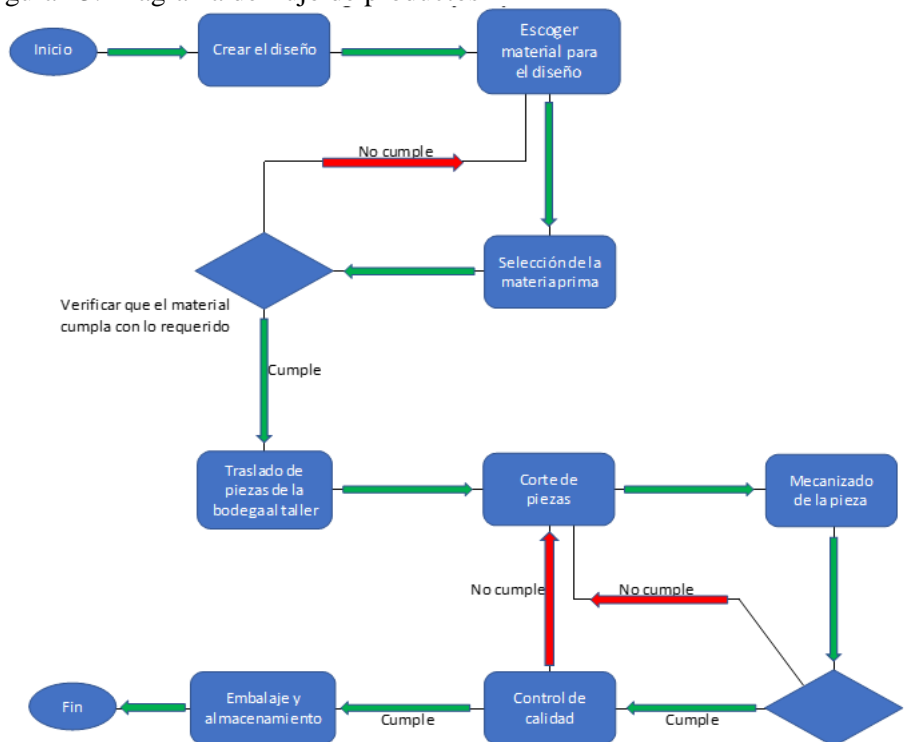 Inicio
Crear el diseño
Escoger
material para
el diseño
No cumple
Selección de la
materia prima
Verificar que el material
cumpla con lo requerido
Cumple
Traslado de
piezas de la
bodega al taller
Corte de
piezas
Mecanizado
de la pieza
No cumple
No cumple
Fin
Embalaje y
almacenamiento
Cumple
Control de
calidad
Cumple